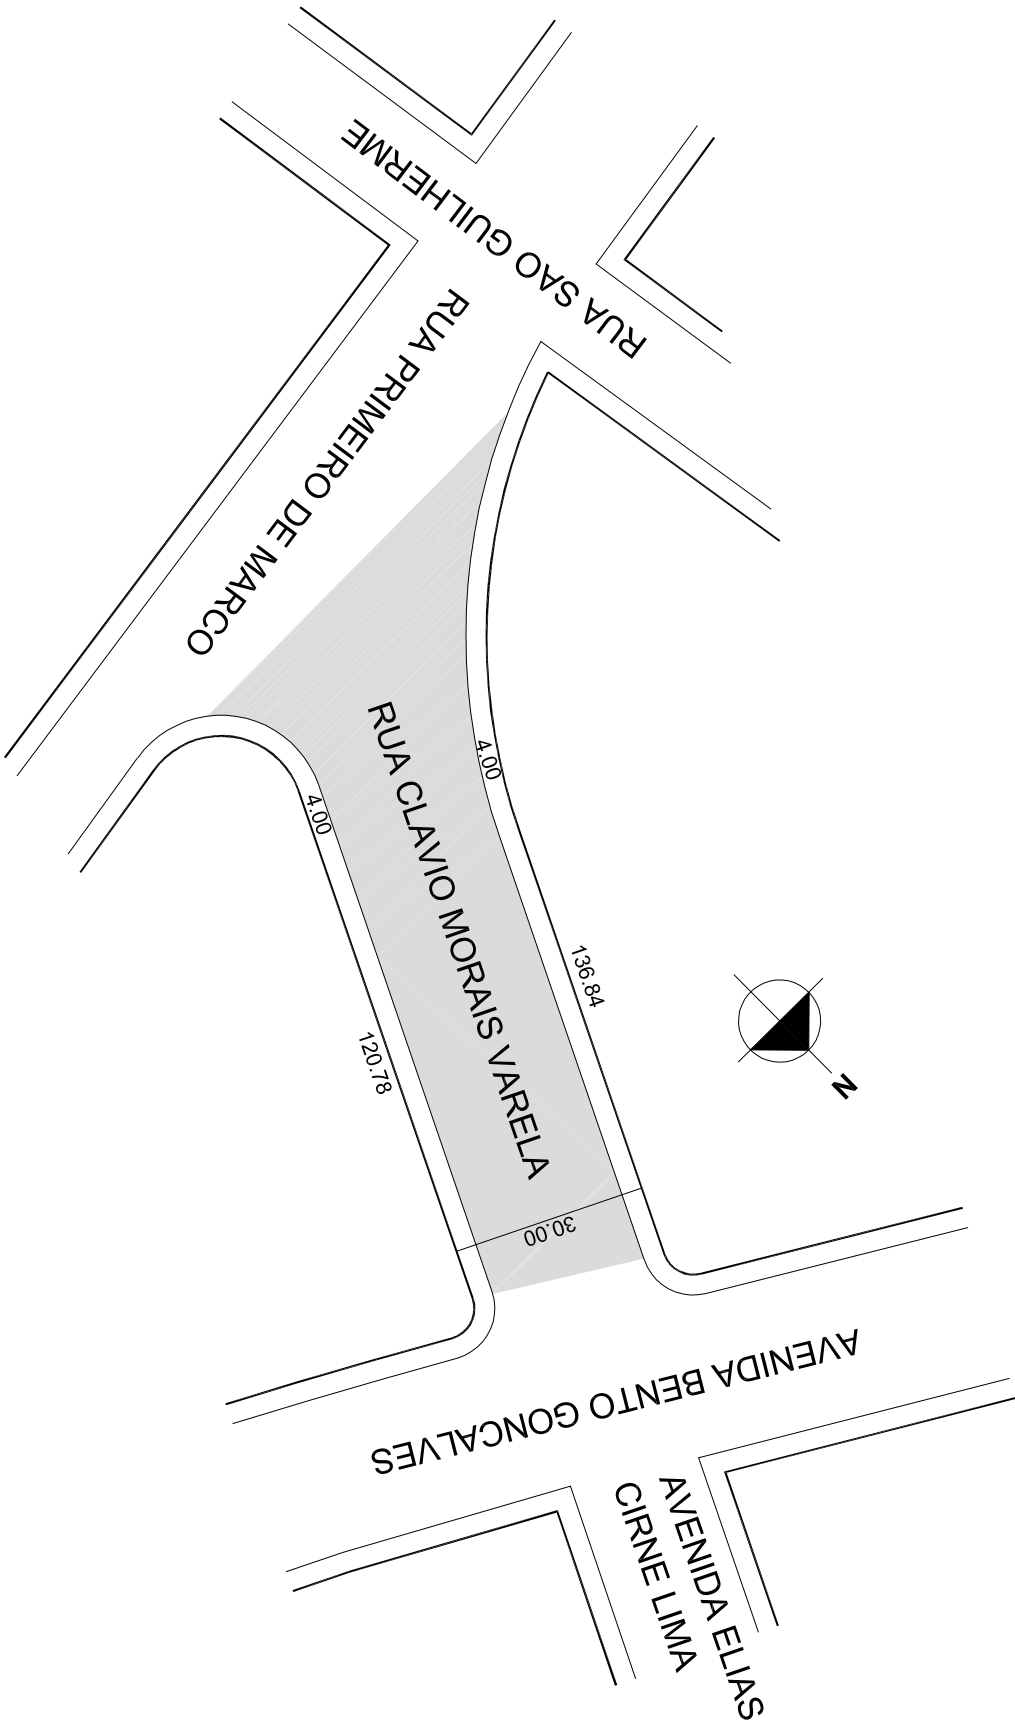 RUA SAO GUILHERME
RUA PRIMEIRO DE MARCO
RUA CLAVIO MORAIS VARELA
4.00
4.00
136.84
120.78
30.00
N
AVENIDA BENTO GONCALVES
AVENIDA ELIAS
CIRNE LIMA